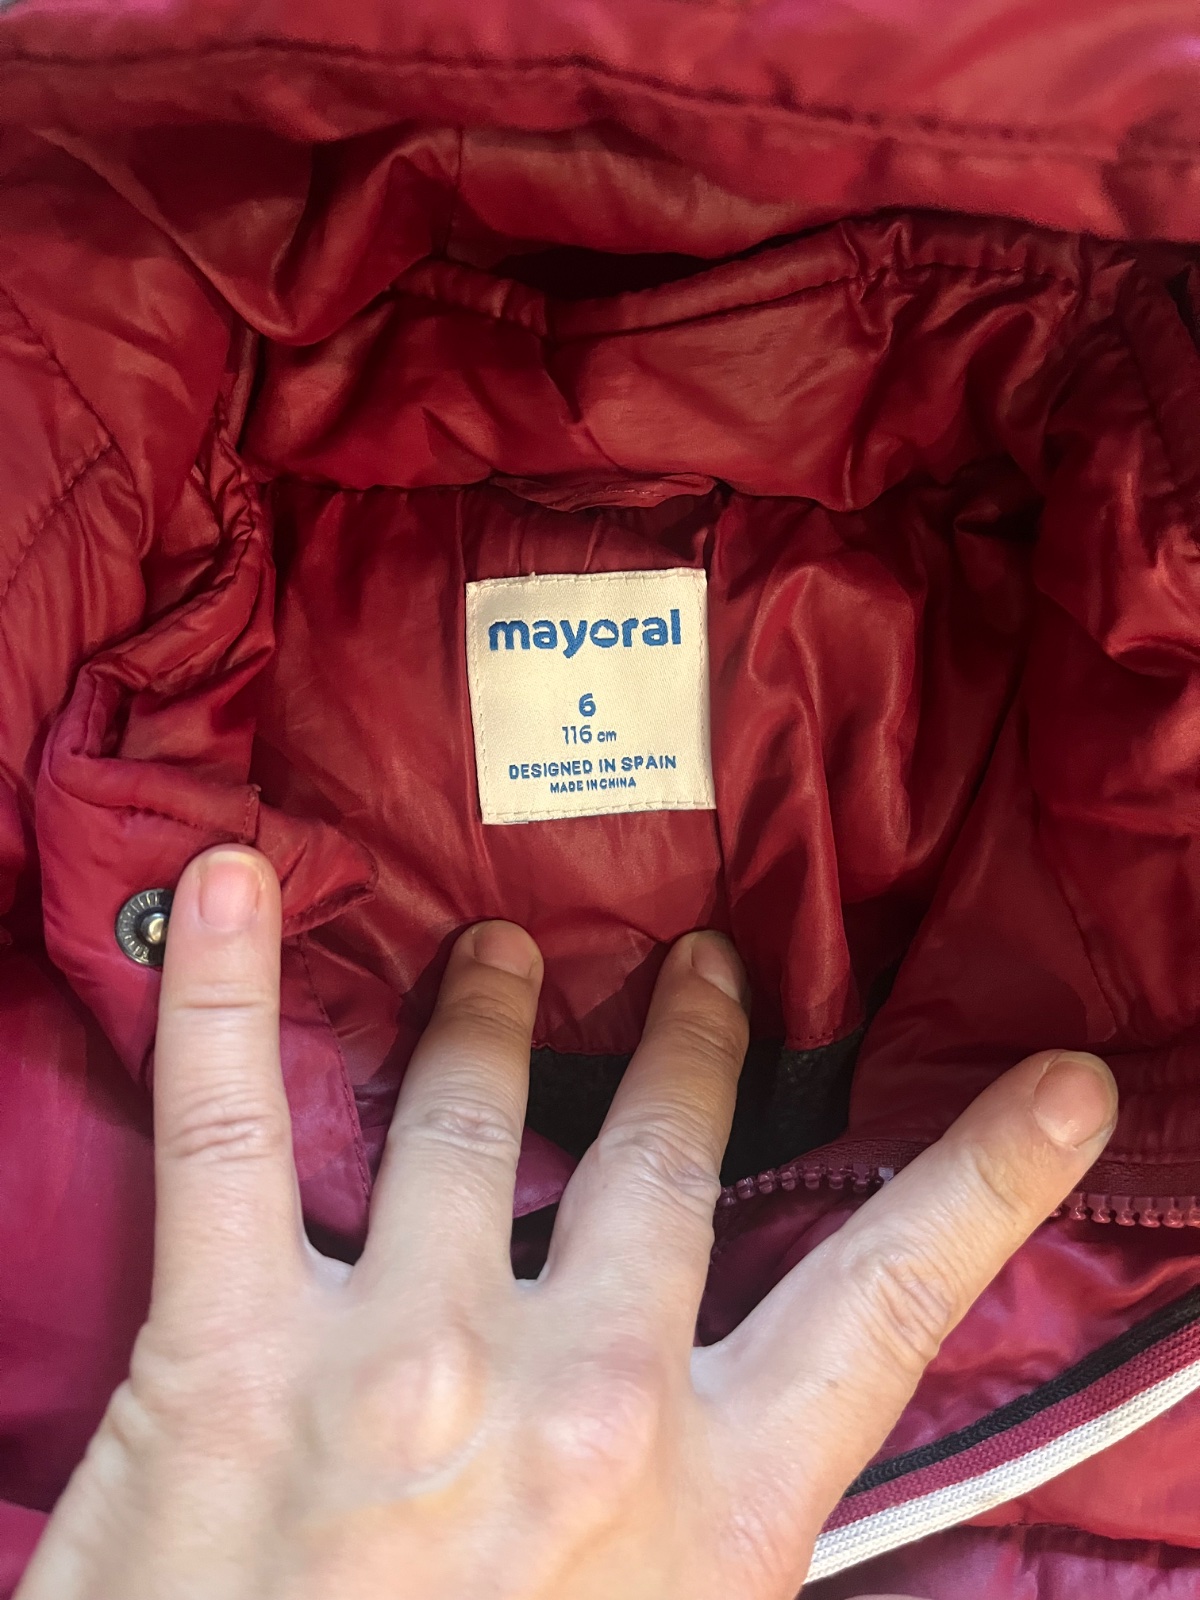 mayoral
6
116 cm
DESIGNED IN SPAIN
MADE IN CHINA